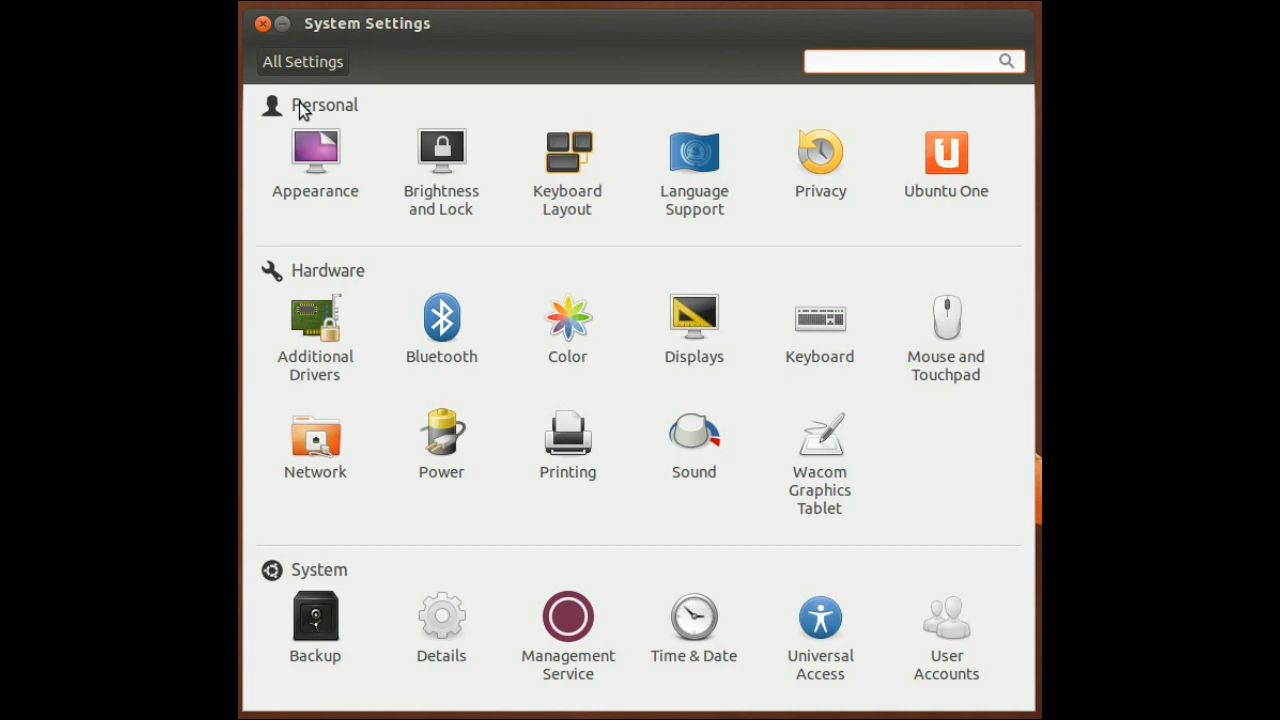 System Settings
All Settings
Personal
Appearance
Brightness
and Lock
Keyboard
Layout
Language
Support
Privacy
Ubuntu One
Hardware
Additional
Drivers
Bluetooth
Color
Displays
Keyboard
Mouse and
Touchpad
Network
Power
Printing
Sound
Wacom
Graphics
Tablet
System
Backup
Details
Management
Service
Time & Date
Universal
Access
User
Accounts